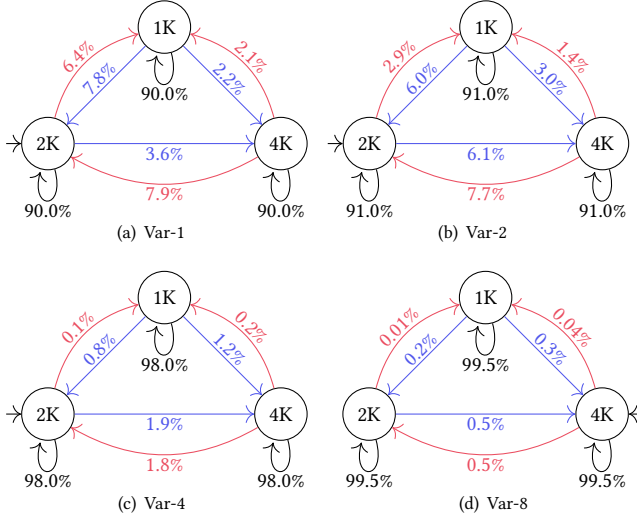 1K
6.4%
7.8%
2.1%
2.2%
90.0%
2K
3.6%
4K
7.9%
90.0%
90.0%
(a) Var-1
1K
2.9%
6.0%
1.4%
3.0%
91.0%
2K
6.1%
4K
7.7%
91.0%
91.0%
(b) Var-2
1K
0.1%
0.8%
0.2%
1.2%
98.0%
2K
1.9%
4K
1.8%
98.0%
98.0%
(c) Var-4
1K
0.01%
0.2%
0.04%
0.3%
99.5%
2K
0.5%
4K
0.5%
99.5%
99.5%
(d) Var-8